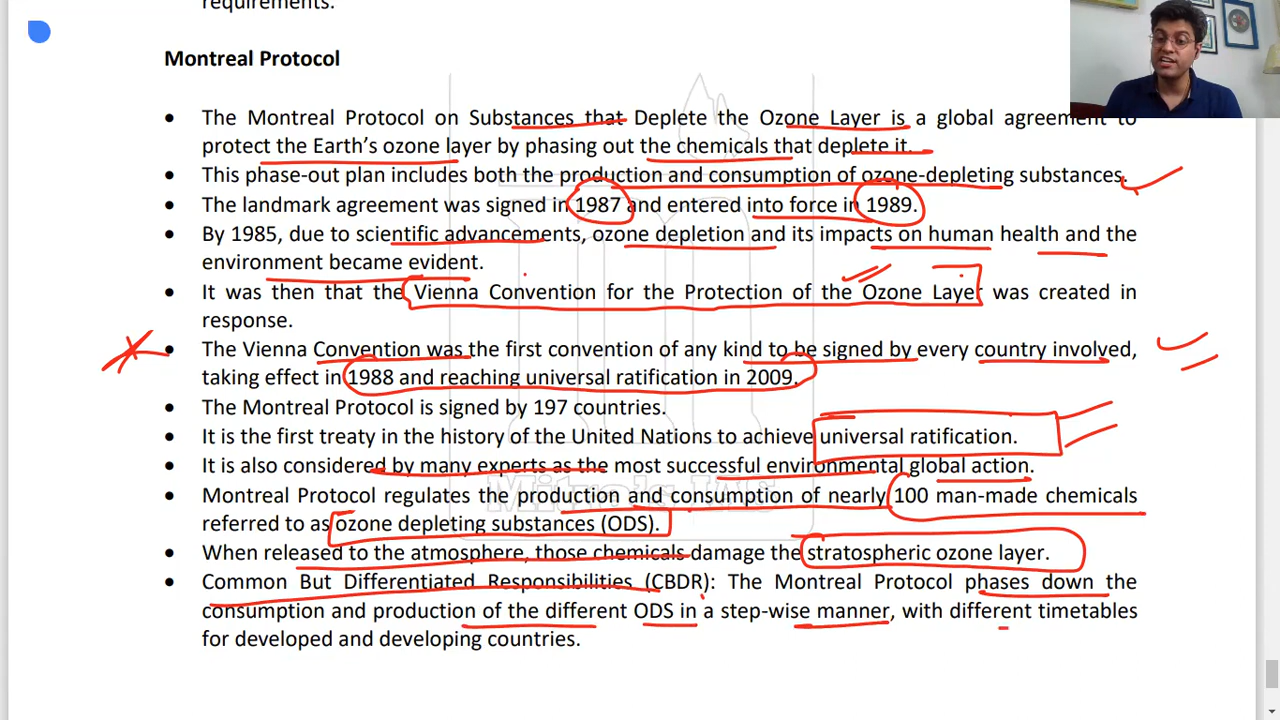 requirements.
Montreal Protocol
• The Montreal Protocol on Substances that Deplete the Ozone Layer is a global agreement to
protect the Earth's ozone layer by phasing out the chemicals that deplete it.
• This phase-out plan includes both the production and consumption of ozone-depleting substances.
• The landmark agreement was signed in 1987 and entered into force in 1989.
• By 1985, due to scientific advancements, ozone depletion and its impacts on human health and the
environment became evident.
• It was then that the Vienna Convention for the Protection of the Ozone Layer was created in
response.
• The Vienna Convention was the first convention of any kind to be signed by every country involved,
taking effect in 1988 and reaching universal ratification in 2009.
• The Montreal Protocol is signed by 197 countries.
• It is the first treaty in the history of the United Nations to achieve universal ratification.
• It is also considered by many experts as the most successful environmental global action.
• Montreal Protocol regulates the production and consumption of nearly 100 man-made chemicals
referred to as ozone depleting substances (ODS).
• When released to the atmosphere, those chemicals damage the stratospheric ozone layer.
• Common But Differentiated Responsibilities (CBDR): The Montreal Protocol phases down the
consumption and production of the different ODS in a step-wise manner, with different timetables
for developed and developing countries.
Mitra's IAS